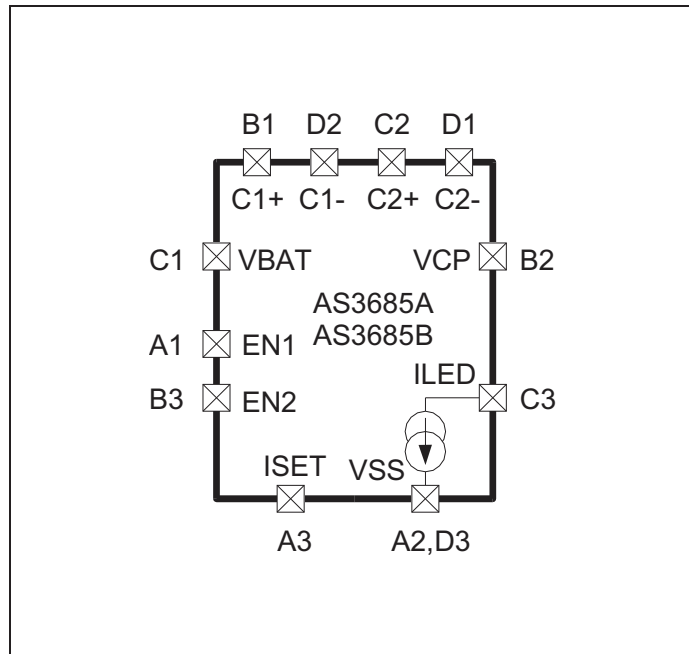 B1 D2 C2 D1
C1+ C1- C2+ C2-
C1 VBAT VCP B2
AS3685A
A1 EN1 AS3685B
ILED
B3 EN2 C3
ISET VSS
A3 A2,D3